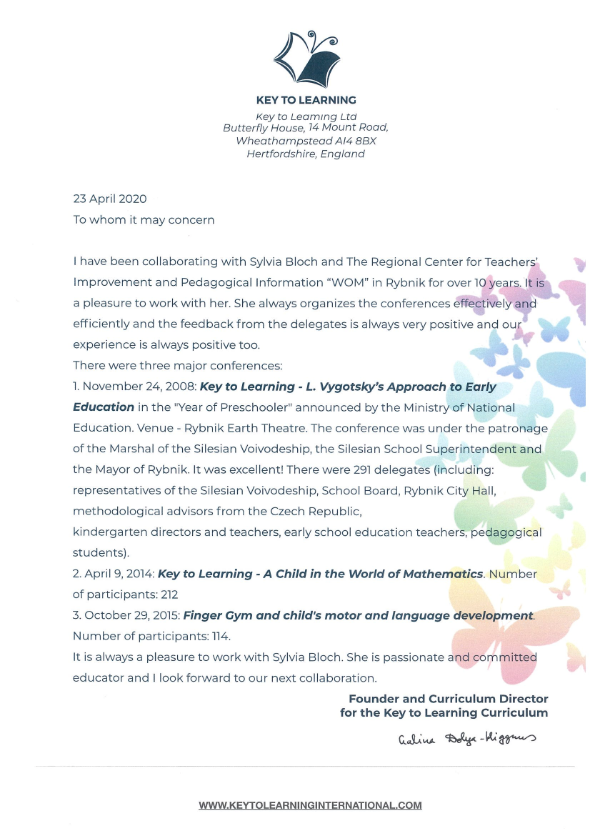 KEY TO LEARNING
Key to Learning Ltd
Butterfly House, 14 Mount Road,
Wheathampstead Al4 8BX
Hertfordshire, England
23 April 2020
To whom it may concern
I have been collaborating with Sylvia Bloch and The Regional Center for Teachers'
Improvement and Pedagogical Information “WOM” in Rybnik for over 10 years. It is
a pleasure to work with her. She always organizes the conferences effectively and
efficiently and the feedback from the delegates is always very positive and our
experience is always positive too.
There were three major conferences:
1. November 24, 2008: Key to Learning - L. Vygotsky’s Approach to Early
Education in the "Year of Preschooler" announced by the Ministry of National
Education. Venue - Rybnik Earth Theatre. The conference was under the patronage
of the Marshal of the Silesian Voivodeship, the Silesian School Superintendent and
the Mayor of Rybnik. It was excellent! There were 291 delegates (including:
representatives of the Silesian Voivodeship, School Board, Rybnik City Hall,
methodological advisors from the Czech Republic,
kindergarten directors and teachers, early school education teachers, pedagogical
students).
2. April 9, 2014: Key to Learning - A Child in the World of Mathematics. Number
of participants: 212
3. October 29, 2015: Finger Gym and child's motor and language development.
Number of participants: 114.
It is always a pleasure to work with Sylvia Bloch. She is passionate and committed
educator and I look forward to our next collaboration.
Founder and Curriculum Director
for the Key to Learning Curriculum
Galina Dolya-Higgins
WWW.KEYTOLEARNINGINTERNATIONAL.COM